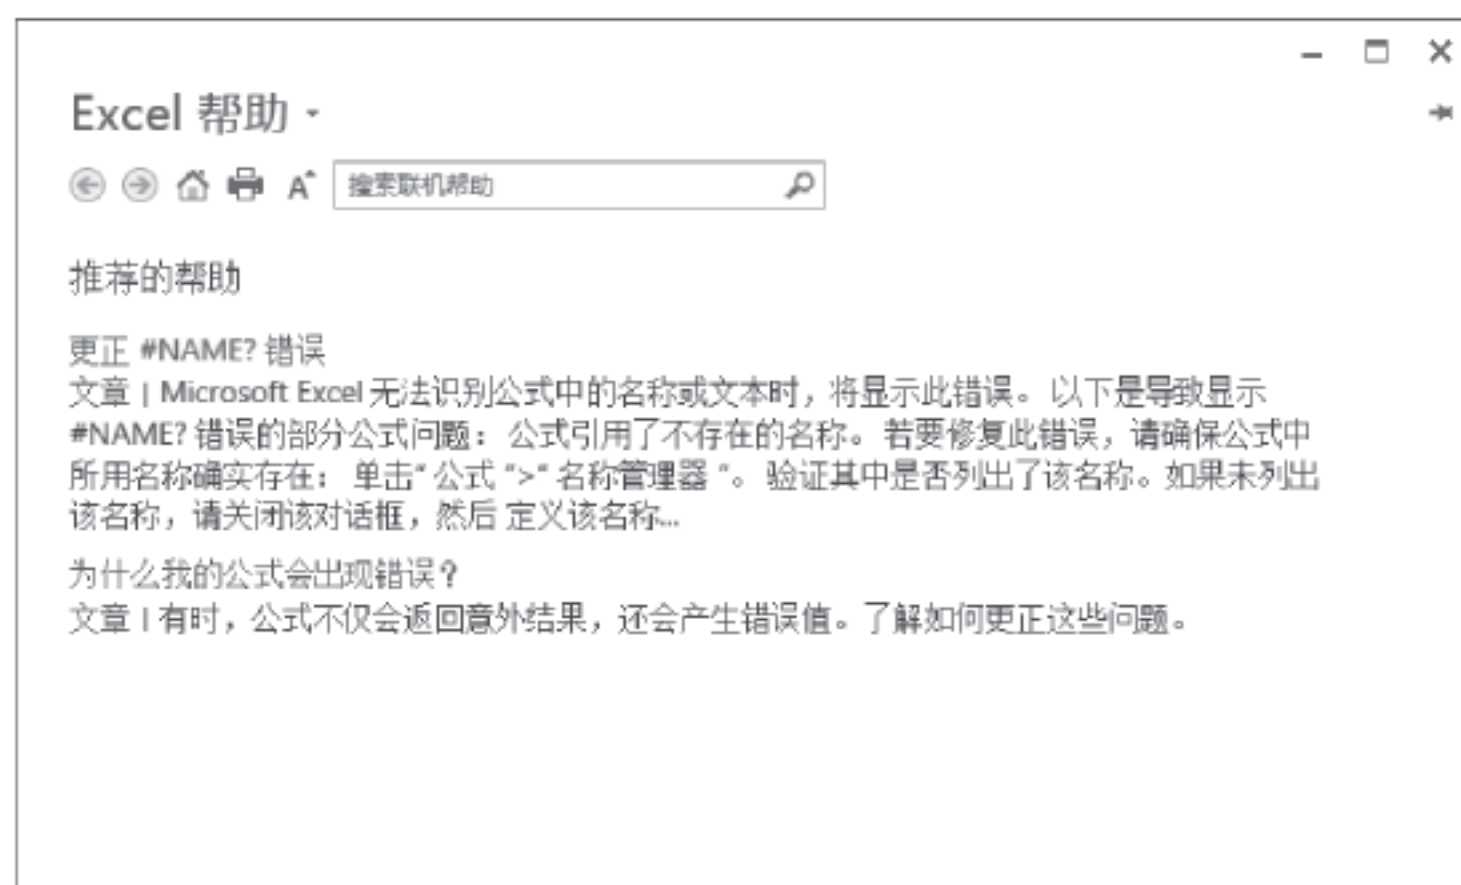 Excel 帮助
搜索联机帮助
推荐的帮助
更正 #NAME? 错误
文章 | Microsoft Excel 无法识别公式中的名称或文本时，将显示此错误。 以下是导致显示
#NAME? 错误的部分公式问题： 公式引用了不存在的名称。 若要修复此错误，请确保公式中
所用名称确实存在： 单击“ 公式 ”>“ 名称管理器 ”。 验证其中是否列出了该名称。如果未列出
该名称，请关闭该对话框，然后 定义该名称...
为什么我的公式会出现错误？
文章 | 有时，公式不仅会返回意外结果，还会产生错误值。了解如何更正这些问题。